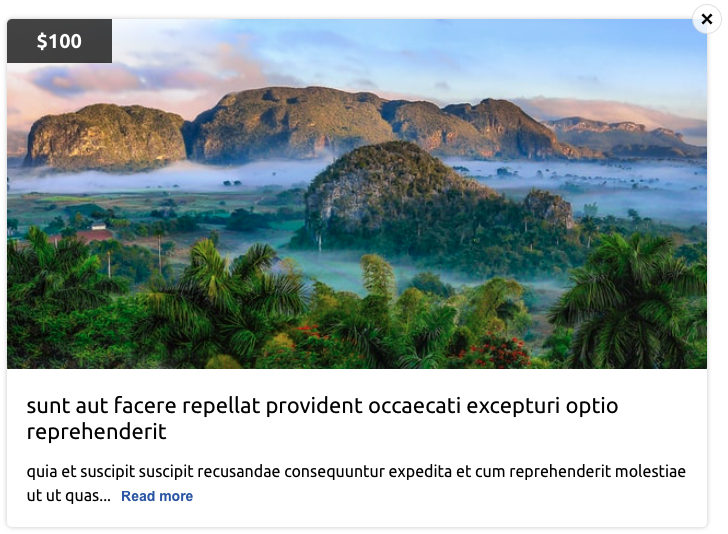 $100
sunt aut facere repellat provident occaecati excepturi optio
reprehenderit
quia et suscipit suscipit recusandae consequuntur expedita et cum reprehenderit molestiae
ut ut quas... Read more